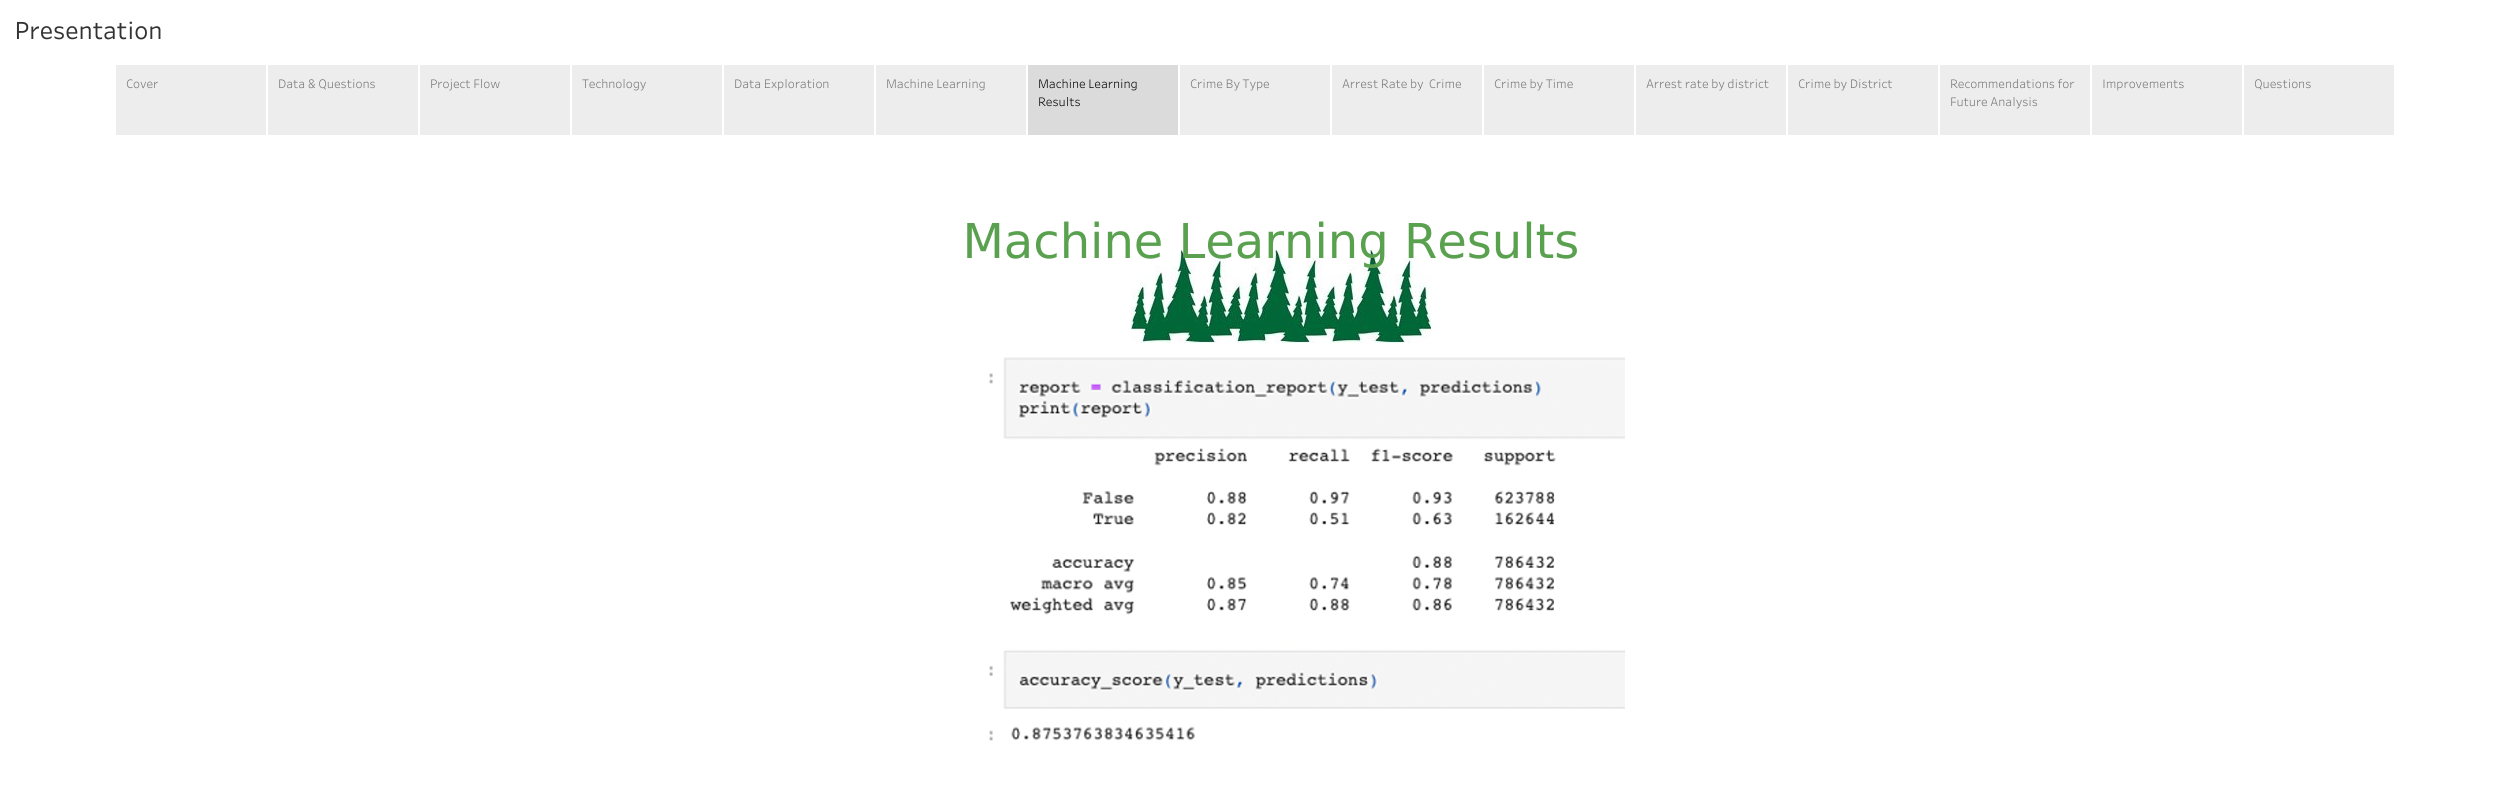 Presentation
Cover
Data & Questions
Project Flow
Technology
Data Exploration
Machine Learning
Machine Learning
Results
Crime By Type
Arrest Rate by  Crime
Crime by Time
Arrest rate by district
Crime by District
Recommendations for
Future Analysis
Improvements
Questions
Machine Learning Results
: report = classification_report(y_test, predictions)
print(report)
precision recall f1-score support
False 0.88 0.97 0.93 623788
True 0.82 0.51 0.63 162644
accuracy 0.88 786432
macro avg 0.85 0.74 0.78 786432
weighted avg 0.87 0.88 0.86 786432
: accuracy_score(y_test, predictions)
: 0.8753763834635416